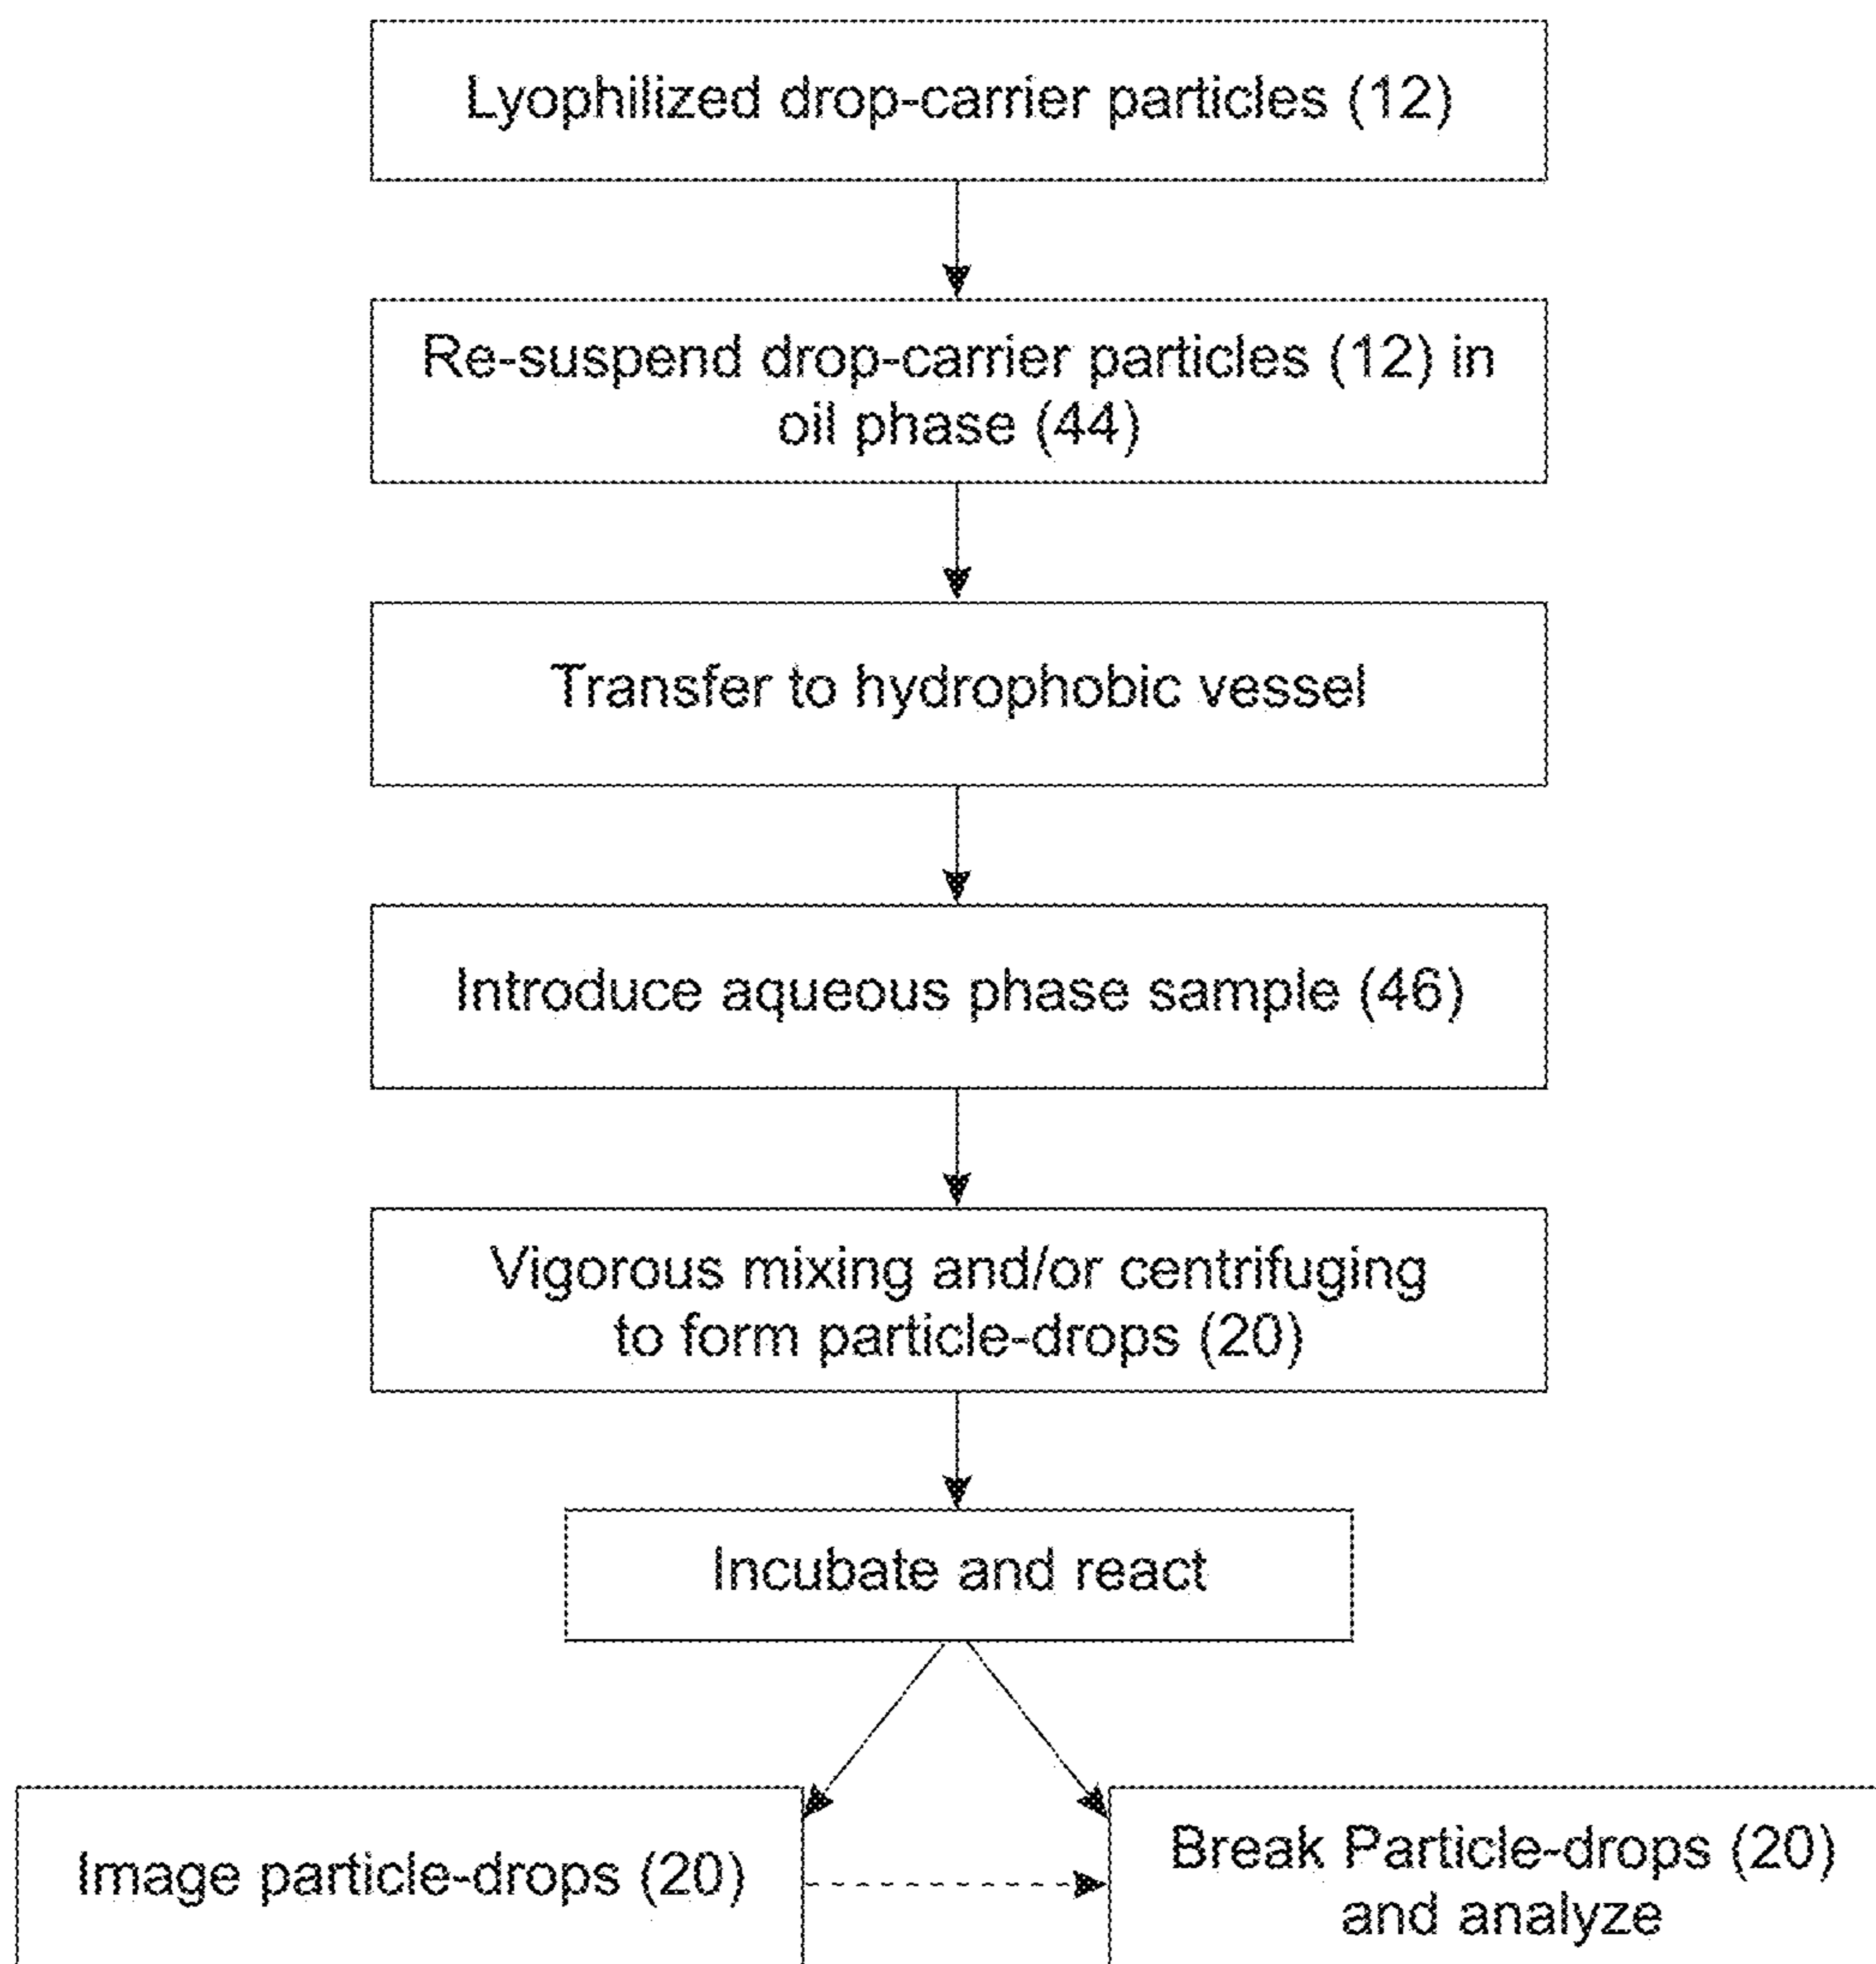 Lyophilized drop-carrier particles (12)
Re-suspend drop-carrier particles (12) in
oil phase (44)
Transfer to hydrophobic vessel
Introduce aqueous phase sample (46)
Vigorous mixing and/or centrifuging
to form particle-drops (20)
Incubate and react
Image particle-drops (20)
Break Particle-drops (20)
and analyze